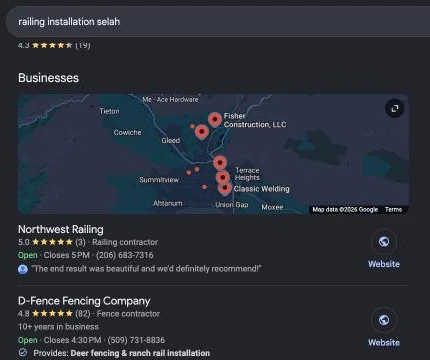 railing installation selah
4.3 ★★★★★ (19)
Businesses
Me - Ace Hardware
Tieton
Fisher
Construction, LLC
Cowiche
Gleed
Terrace
Heights
Summitview
Classic Welding
Ahtanum
Union Gap
Moxee
Map data ©2026 Google Terms
Northwest Railing
5.0 ★★★★★ (3) · Railing contractor
Open · Closes 5 PM · (206) 683-7316
"The end result was beautiful and we'd definitely recommend!"
Website
D-Fence Fencing Company
4.8 ★★★★★ (82) · Fence contractor
10+ years in business
Open · Closes 4:30 PM · (509) 731-8836
Website
Provides: Deer fencing & ranch rail installation